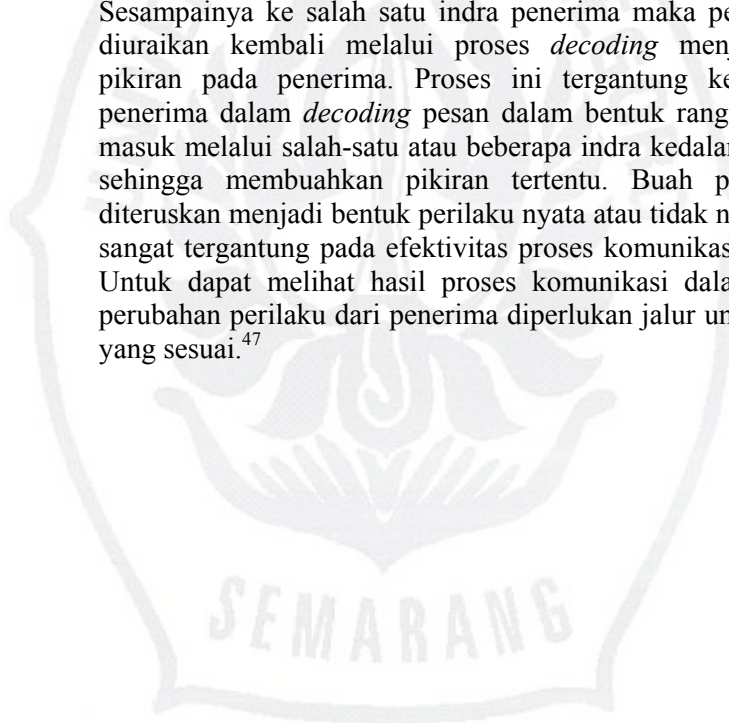 Sesampainya ke salah satu indra penerima maka pe
diuraikan kembali melalui proses decoding menj
pikiran pada penerima. Proses ini tergantung ke
penerima dalam decoding pesan dalam bentuk rang
masuk melalui salah-satu atau beberapa indra kedalan
sehingga membuahkan pikiran tertentu. Buah p
diteruskan menjadi bentuk perilaku nyata atau tidak n
sangat tergantung pada efektivitas proses komunikas
Untuk dapat melihat hasil proses komunikasi dala
perubahan perilaku dari penerima diperlukan jalur un
yang sesuai.47
SEMARANG